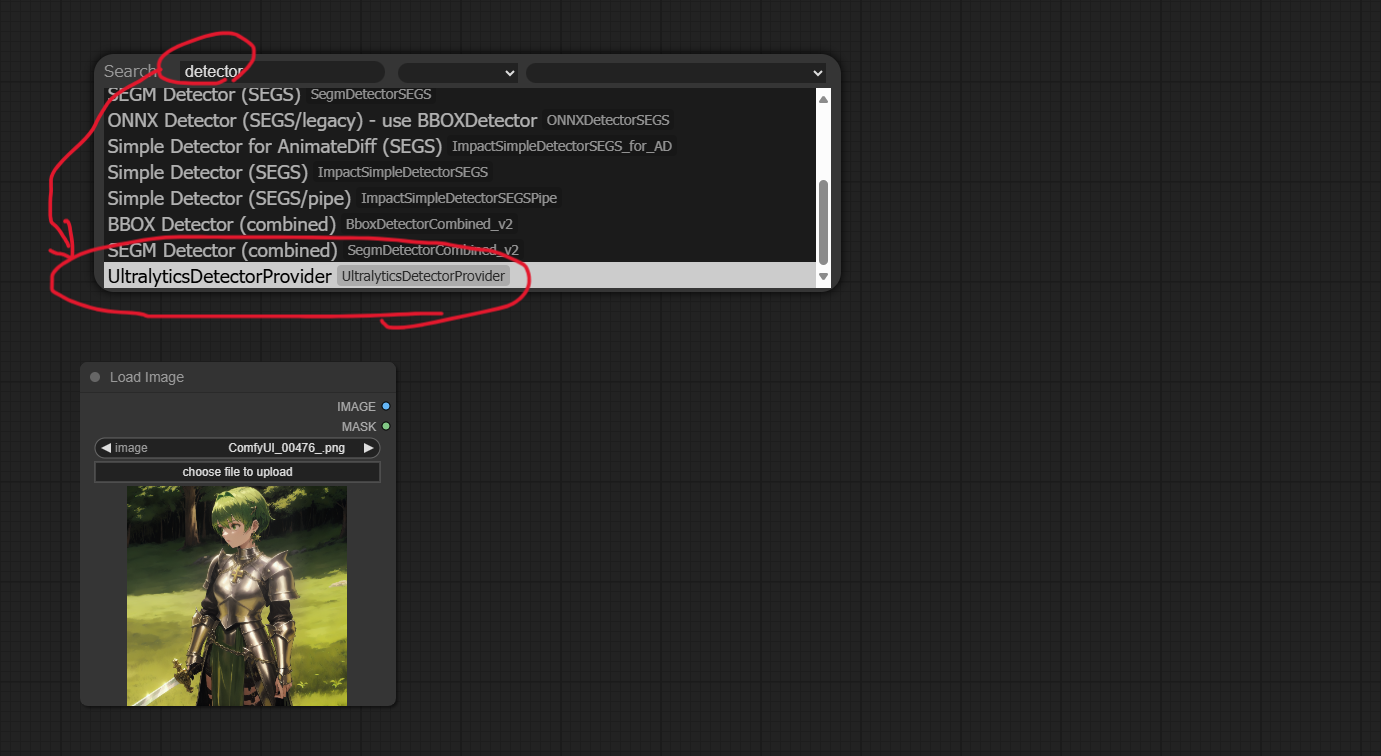 Search
detector
SEGM Detector (SEGS) SegmDetectorSEGS
ONNX Detector (SEGS/legacy) - use BBOXDetector ONNXDetectorSEGS
Simple Detector for AnimateDiff (SEGS) ImpactSimpleDetectorSEGS_for_AD
Simple Detector (SEGS) ImpactSimpleDetectorSEGS
Simple Detector (SEGS/pipe) ImpactSimpleDetectorSEGSPipe
BBOX Detector (combined) BboxDetectorCombined_v2
SEGM Detector (combined) SegmDetectorCombined_v2
UltralyticsDetectorProvider UltralyticsDetectorProvider
Load Image
IMAGE
MASK
image ComfyUI_00476_.png
choose file to upload